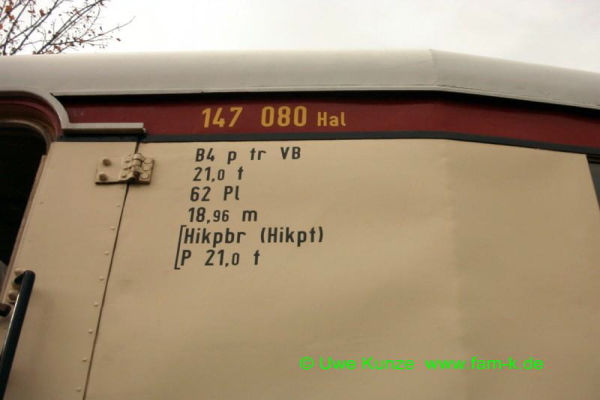 147 080 Hal
B4 p tr VB
21,0 t
62 Pl
18,96 m
[Hikpbr (Hikpt)
P 21,0 t
© Uwe Kunze www.fam-k.de